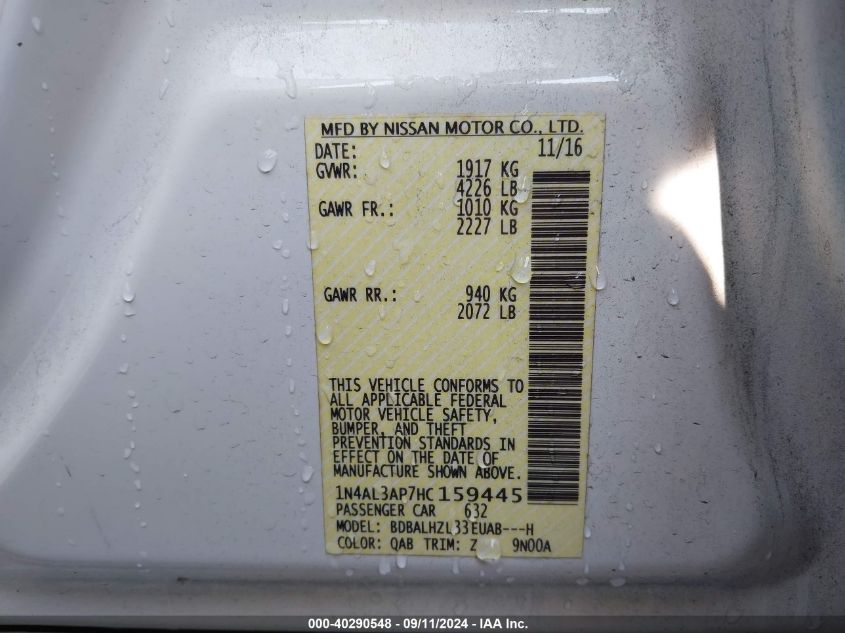 MFD BY NISSAN MOTOR CO., LTD.
DATE: 11/16
GVWR: 1917 KG
4226 LB
GAWR FR.: 1010 KG
2227 LB
GAWR RR.: 940 KG
2072 LB
THIS VEHICLE CONFORMS TO
ALL APPLICABLE FEDERAL
MOTOR VEHICLE SAFETY,
BUMPER, AND THEFT
PREVENTION STANDARDS IN
EFFECT ON THE DATE OF
MANUFACTURE SHOWN ABOVE.
1N4AL3AP7HC159445
PASSENGER CAR 632
MODEL: BDBALHZL33EUAB---H
COLOR: QAB TRIM: Z 9N00A
000-40290548 - 09/11/2024 - IAA Inc.